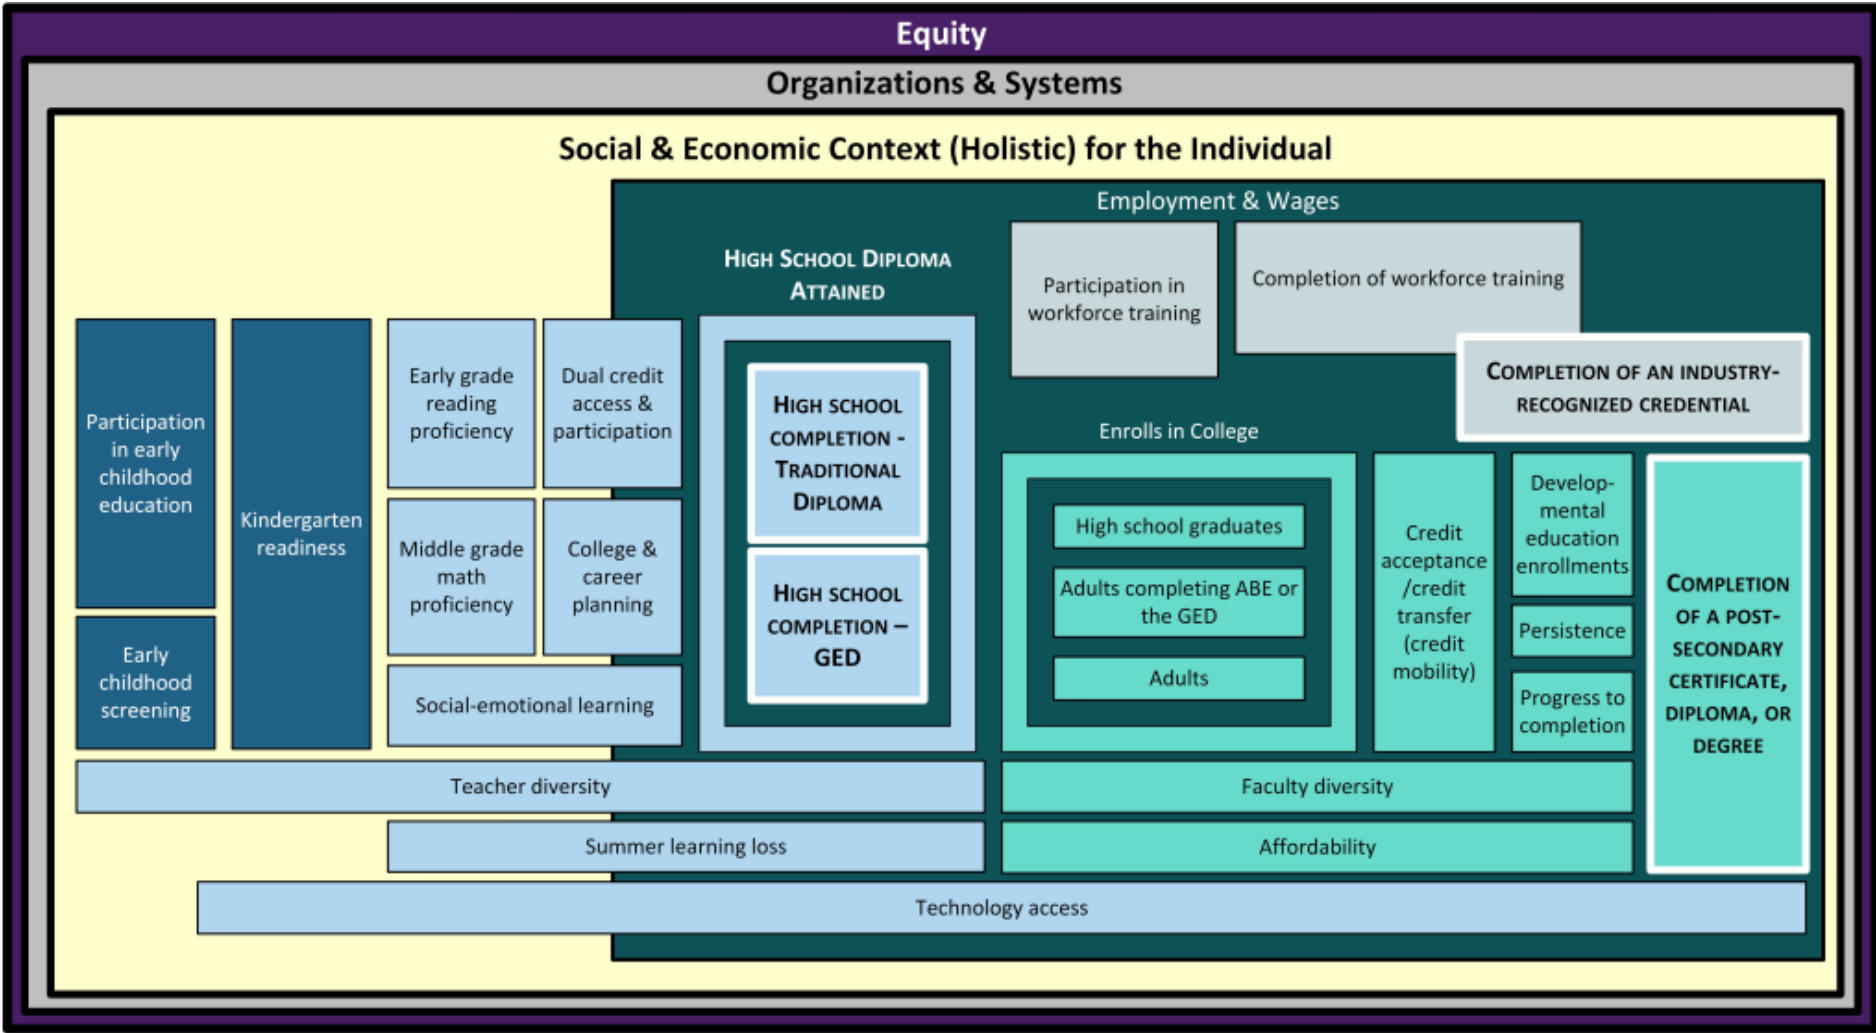 Equity
Organizations & Systems
Social & Economic Context (Holistic) for the Individual
Employment & Wages
HIGH SCHOOL DIPLOMA
ATTAINED
Participation in
workforce training
Completion of workforce training
COMPLETION OF AN INDUSTRY-
RECOGNIZED CREDENTIAL
Participation
in early
childhood
education
Early
childhood
screening
Kindergarten
readiness
Early grade
reading
proficiency
Dual credit
access &
participation
Middle grade
math
proficiency
College &
career
planning
Social-emotional learning
HIGH SCHOOL
COMPLETION -
TRADITIONAL
DIPLOMA
HIGH SCHOOL
COMPLETION –
GED
Enrolls in College
High school graduates
Adults completing ABE or
the GED
Adults
Credit
acceptance
/credit
transfer
(credit
mobility)
Develop-
mental
education
enrollments
Persistence
Progress to
completion
COMPLETION
OF A POST-
SECONDARY
CERTIFICATE,
DIPLOMA, OR
DEGREE
Teacher diversity
Faculty diversity
Summer learning loss
Affordability
Technology access